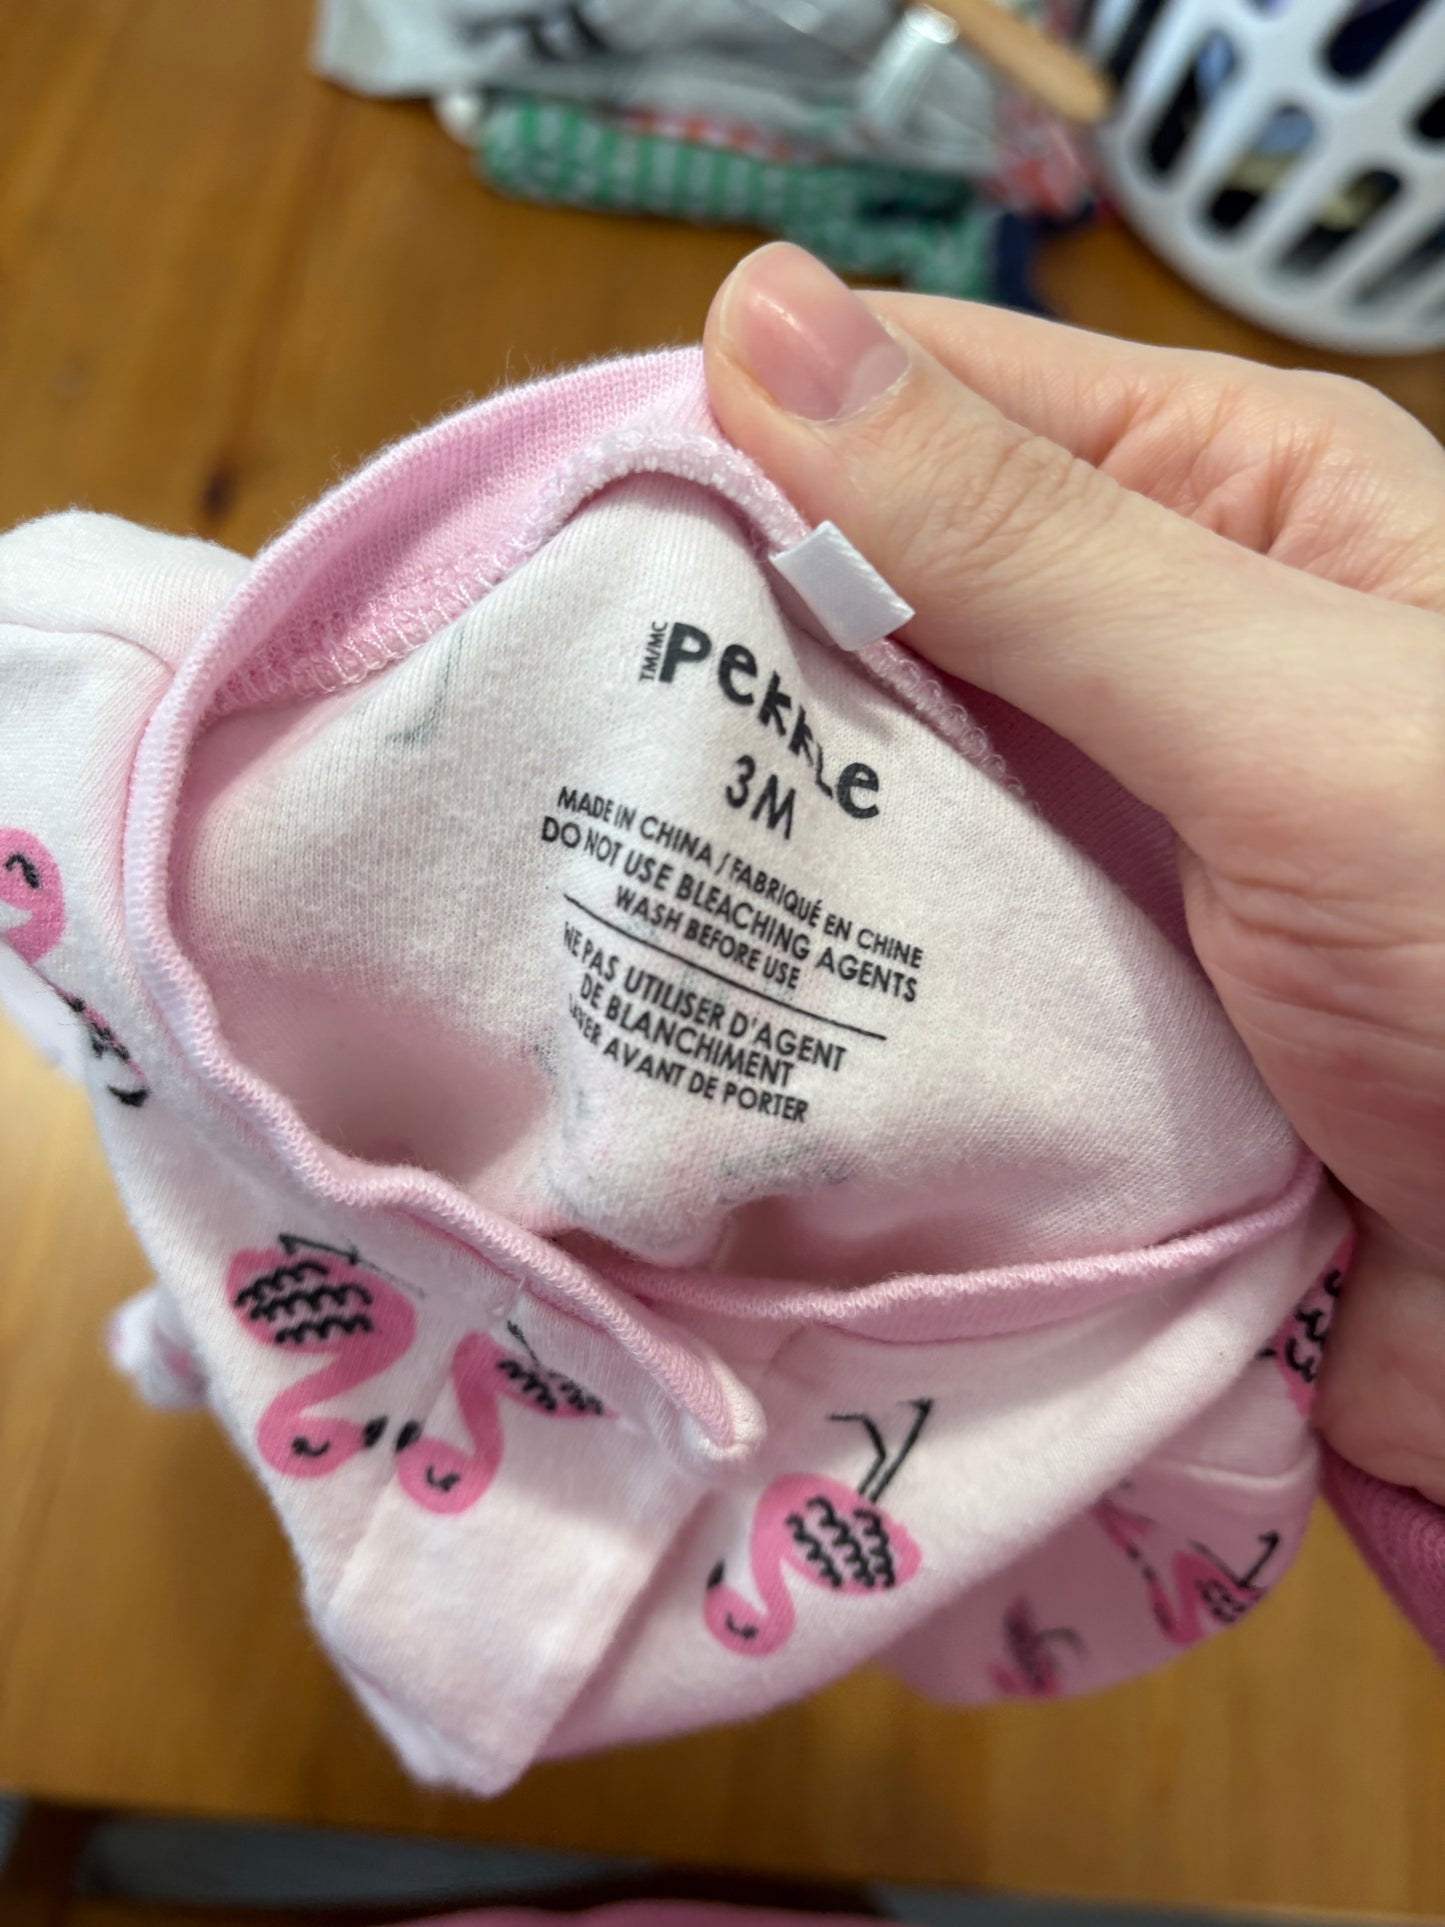 TM/MC
PEKKLE
3M
MADE IN CHINA / FABRIQUÉ EN CHINE
DO NOT USE BLEACHING AGENTS
WASH BEFORE USE
NE PAS UTILISER D'AGENT
DE BLANCHIMENT
AVANT DE PORTER